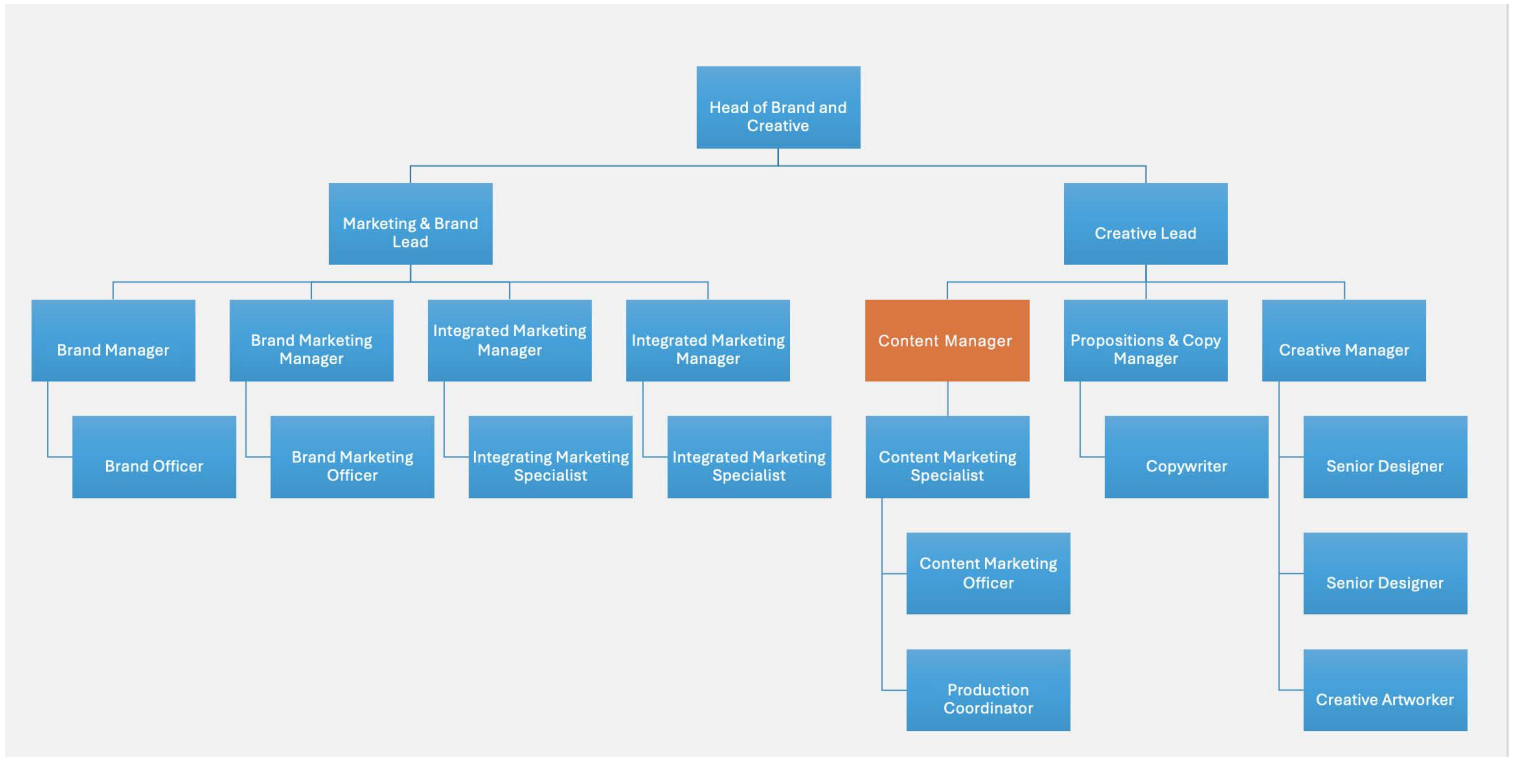 Head of Brand and
Creative
Marketing & Brand
Lead
Creative Lead
Brand Manager
Brand Marketing
Manager
Integrated Marketing
Manager
Integrated Marketing
Manager
Content Manager
Propositions & Copy
Manager
Creative Manager
Brand Officer
Brand Marketing
Officer
Integrating Marketing
Specialist
Integrated Marketing
Specialist
Content Marketing
Specialist
Copywriter
Senior Designer
Content Marketing
Officer
Senior Designer
Production
Coordinator
Creative Artworker